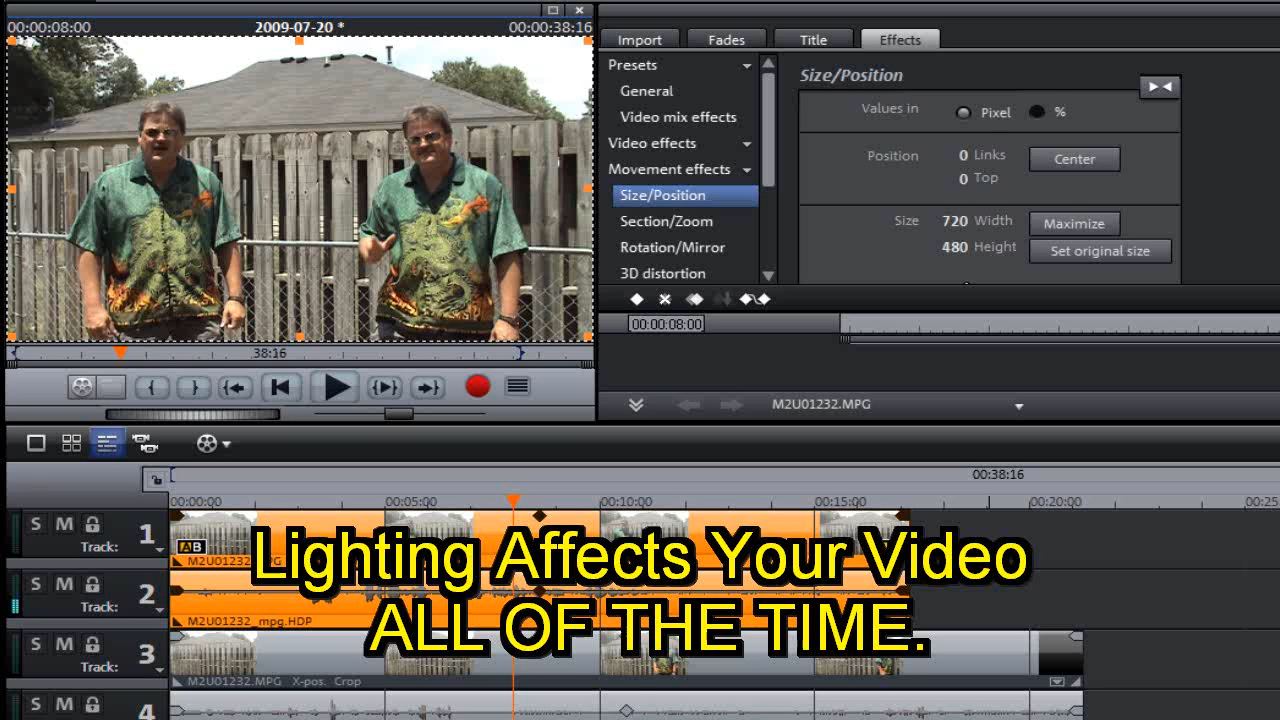 00:00:08:00 2009-07-20 * 00:00:38:16
Import Fades Title Effects
Presets
General
Video mix effects
Video effects
Movement effects
Size/Position
Section/Zoom
Rotation/Mirror
3D distortion
Size/Position
Values in Pixel %
Position 0 Links Center
0 Top
Size 720 Width Maximize
480 Height Set original size
00:00:08:00
38:16
M2U01232.MPG
00:38:16
00:00:00 00:05:00 00:10:00 00:15:00 00:20:00 00:25
S M 1
Track:
AB
M2U01232.MPG
Lighting Affects Your Video
S M 2
Track:
M2U01232_mpg.HDP
ALL OF THE TIME.
S M 3
Track:
M2U01232.MPG X-pos. Crop
S M 4